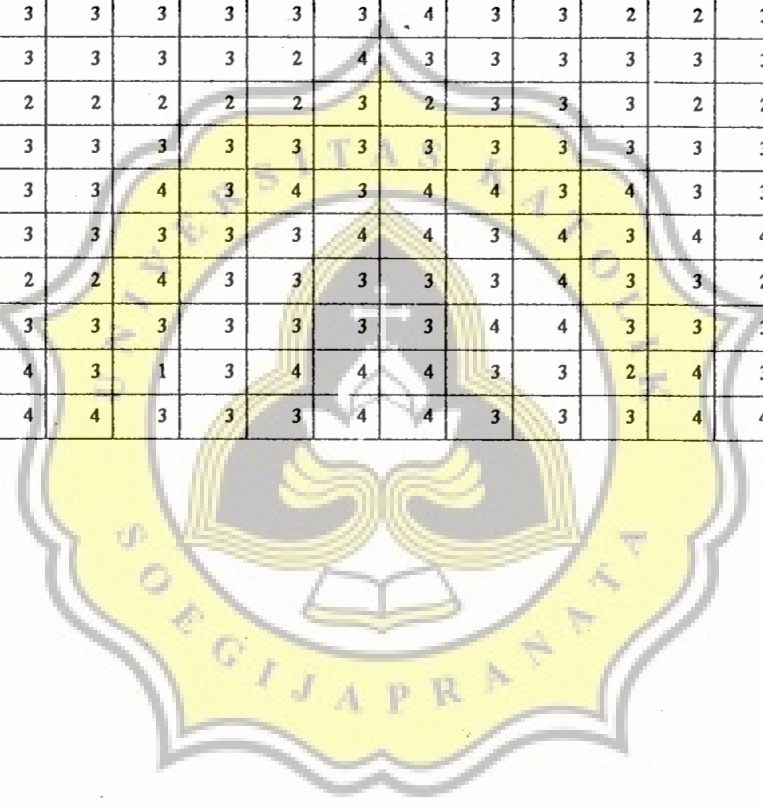 3 3 3 3 3 3 4 3 3 2 2
3 3 3 3 2 4 3 3 3 3 3
2 2 2 2 2 3 2 3 3 3 2
3 3 3 3 3 3 3 3 3 3 3
3 3 4 3 4 3 4 4 3 4 3
3 3 3 3 3 4 4 3 4 3 4 4
2 2 4 3 3 3 3 3 4 3 3
3 3 3 3 3 3 3 4 4 3 3
4 3 1 3 4 4 4 3 3 2 4
4 4 3 3 3 4 4 3 3 3 4 4
UNIVERSITAS KATOLIK
SOEGIJAPRANATA